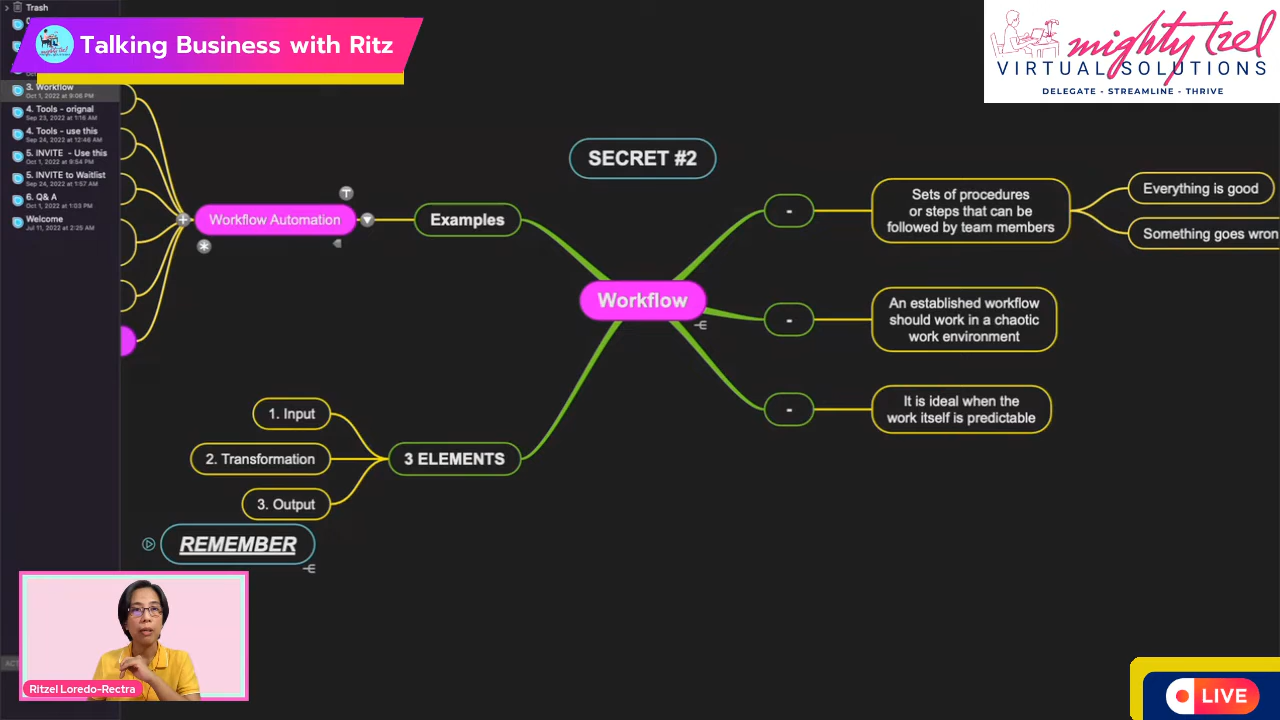 Trash
Talking Business with Ritz
3. Workflow
Oct 1, 2022 at 9:06 PM
4. Tools - orignal
Sep 23, 2022 at 1:16 AM
4. Tools - use this
Sep 24, 2022 at 12:46 AM
5. INVITE - Use this
Oct 1, 2022 at 9:54 PM
5. INVITE to Waitlist
Sep 24, 2022 at 1:57 AM
6. Q& A
Oct 1, 2022 at 1:03 PM
Welcome
Jul 11, 2022 at 2:25 AM
mighty tzel
VIRTUAL SOLUTIONS
DELEGATE - STREAMLINE - THRIVE
SECRET #2
Workflow Automation
Examples
Workflow
-
Sets of procedures
or steps that can be
followed by team members
Everything is good
Something goes wron
-
An established workflow
should work in a chaotic
work environment
-
It is ideal when the
work itself is predictable
1. Input
2. Transformation
3. Output
3 ELEMENTS
REMEMBER
Ritzel Loredo-Rectra
LIVE